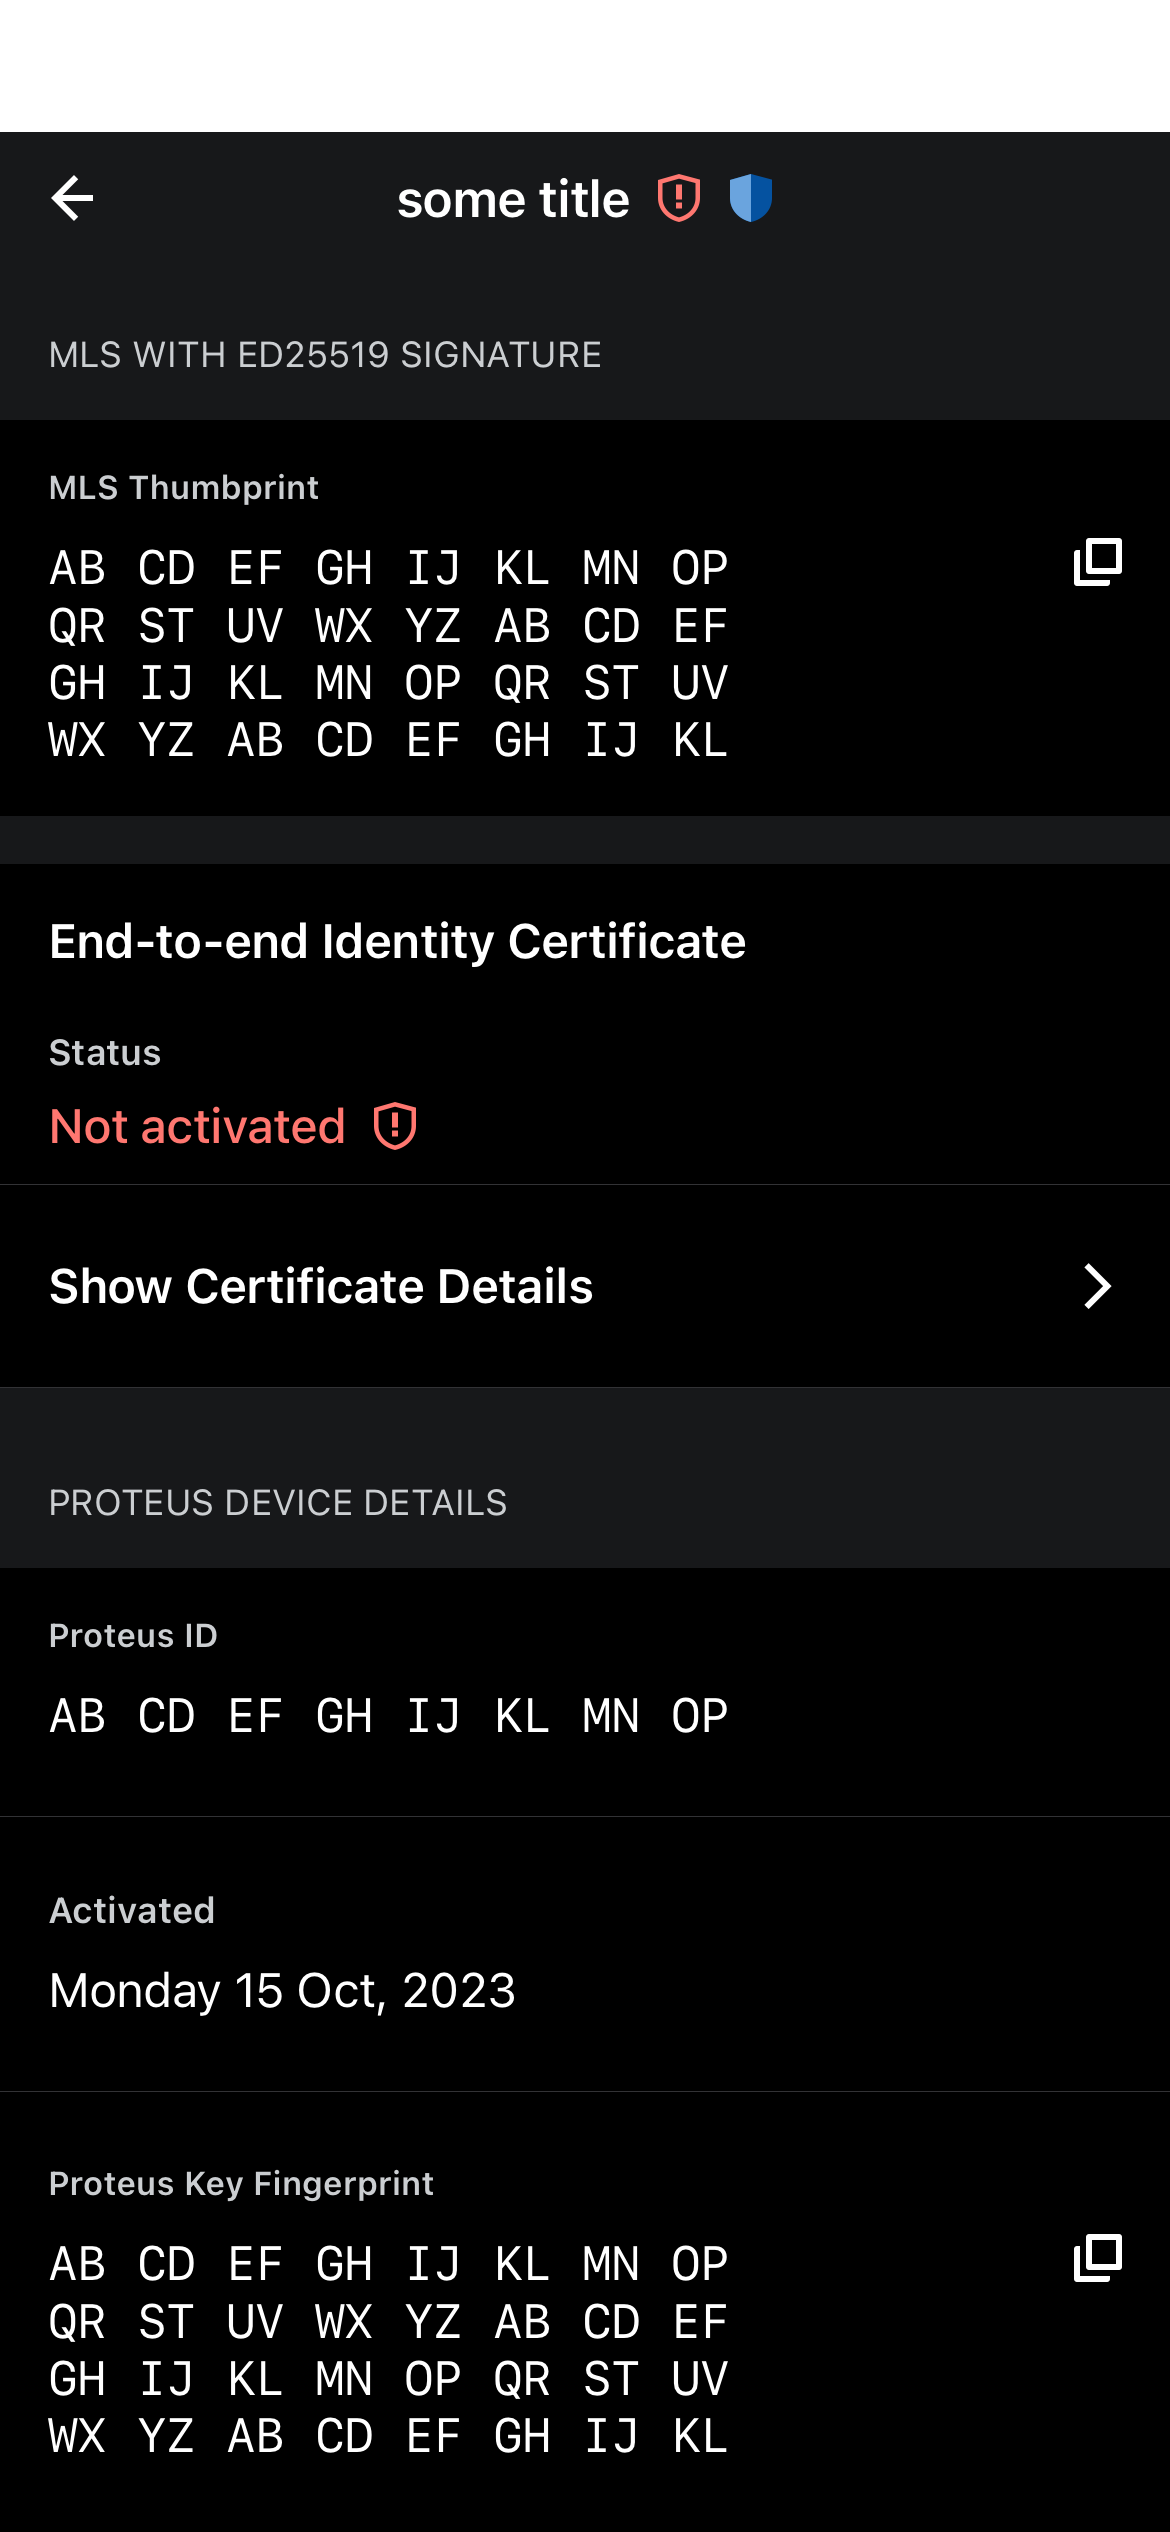 some title
MLS WITH ED25519 SIGNATURE
MLS Thumbprint
AB CD EF GH IJ KL MN OP
QR ST UV WX YZ AB CD EF
GH IJ KL MN OP QR ST UV
WX YZ AB CD EF GH IJ KL
End-to-end Identity Certificate
Status
Not activated
Show Certificate Details
PROTEUS DEVICE DETAILS
Proteus ID
AB CD EF GH IJ KL MN OP
Activated
Monday 15 Oct, 2023
Proteus Key Fingerprint
AB CD EF GH IJ KL MN OP
QR ST UV WX YZ AB CD EF
GH IJ KL MN OP QR ST UV
WX YZ AB CD EF GH IJ KL